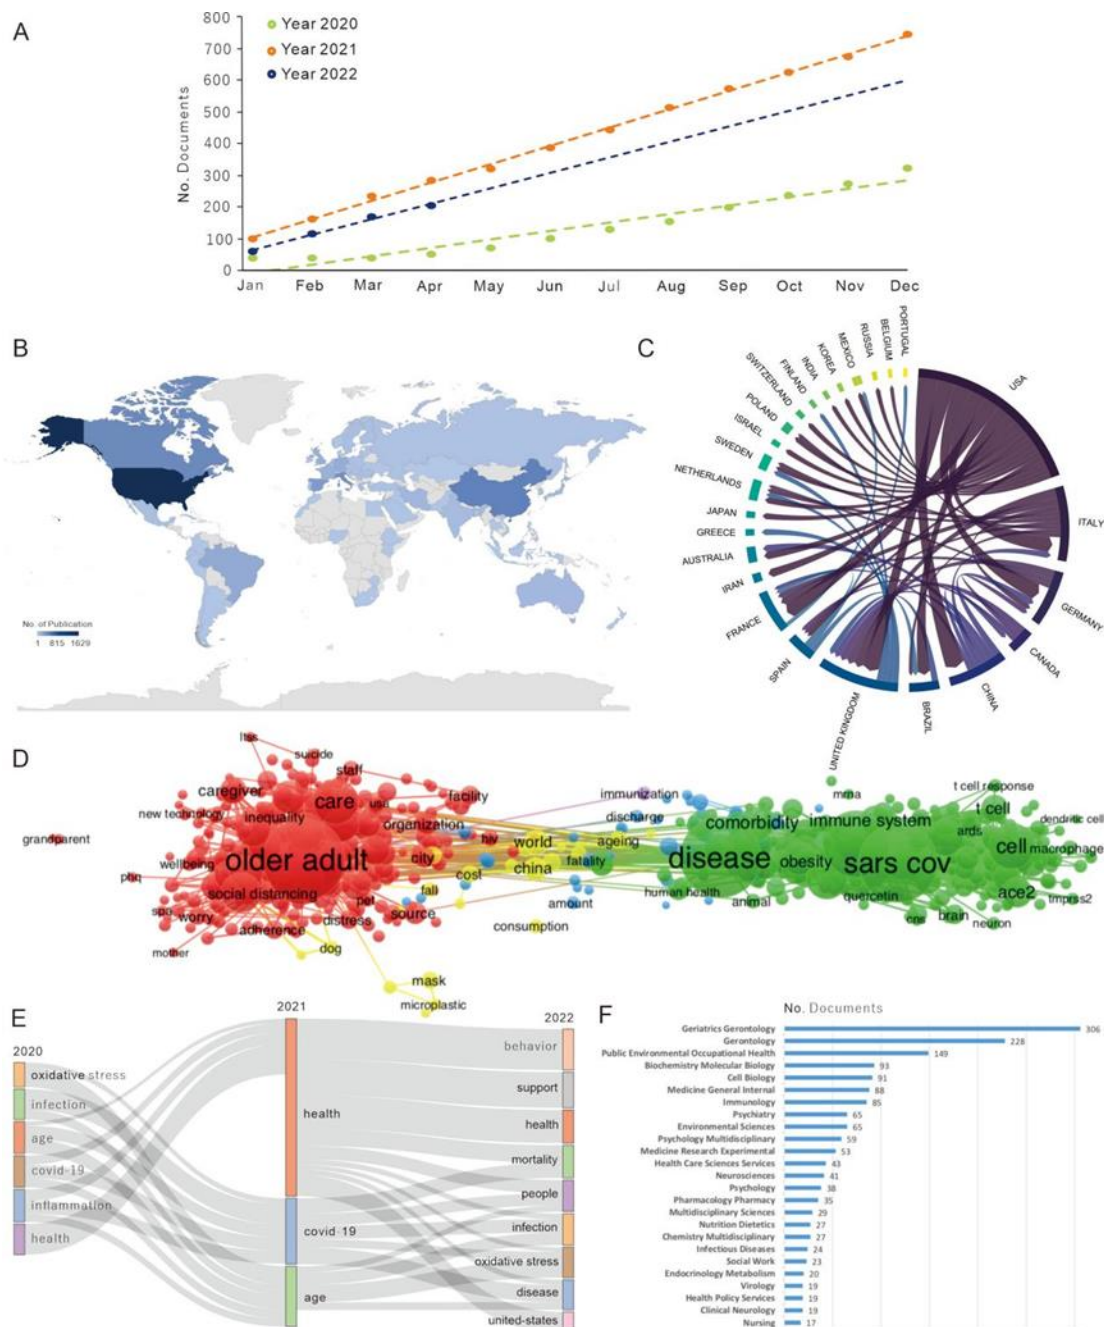 A
No. Documents
800
700
600
500
400
300
200
100
0
Year 2020
Year 2021
Year 2022
Jan Feb Mar Apr May Jun Jul Aug Sep Oct Nov Dec
B
No. of Publication
1 815 1629
C
PORTUGAL
BELGIUM
RUSSIA
MEXICO
KOREA
INDIA
FINLAND
SWITZERLAND
POLAND
ISRAEL
SWEDEN
NETHERLANDS
JAPAN
GREECE
AUSTRALIA
IRAN
FRANCE
SPAIN
UNITED KINGDOM
BRAZIL
CHINA
CANADA
GERMANY
ITALY
USA
D
ltss
suicide
staff
caregiver
care
usa
facility
new technology
inequality
organization
grandparent
hiv
wellbeing
older adult
city
phq
social distancing
cost
fall
pet
spa
worry
distress
source
adherence
mother
dog
mask
microplastic
immunization
discharge
world
ageing
china
fatality
human health
amount
consumption
mrna
t cell response
comorbidity
immune system
t cell
dendritic cell
ards
disease
obesity
sars cov
cell
macrophage
quercetin
ace2
animal
cns
brain
tmprss2
neuron
E
2020
oxidative stress
infection
age
covid-19
inflammation
health
2021
health
covid-19
age
2022
behavior
support
health
mortality
people
infection
oxidative stress
disease
united-states
F
No. Documents
Geriatrics Gerontology 306
Gerontology 228
Public Environmental Occupational Health 149
Biochemistry Molecular Biology 93
Cell Biology 91
Medicine General Internal 88
Immunology 85
Psychiatry 65
Environmental Sciences 65
Psychology Multidisciplinary 59
Medicine Research Experimental 53
Health Care Sciences Services 43
Neurosciences 41
Psychology 38
Pharmacology Pharmacy 35
Multidisciplinary Sciences 29
Nutrition Dietetics 27
Chemistry Multidisciplinary 27
Infectious Diseases 24
Social Work 23
Endocrinology Metabolism 20
Virology 19
Health Policy Services 19
Clinical Neurology 19
Nursing 17